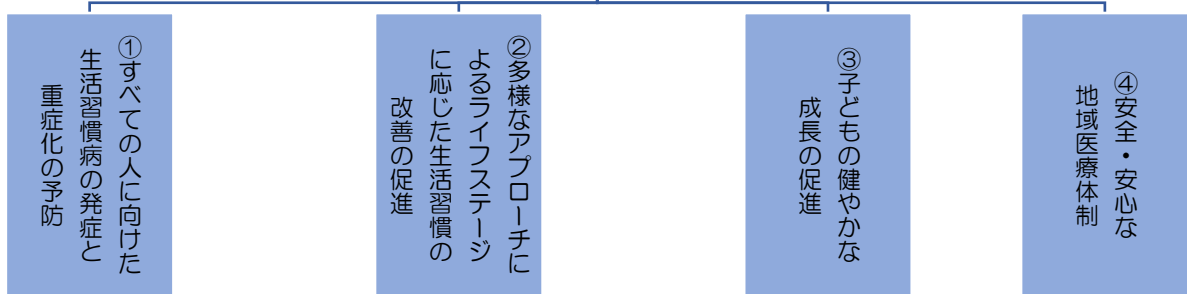 ①すべての人に向けた
生活習慣病の発症と
重症化の予防
②多様なアプローチに
よるライフステージ
に応じた生活習慣の
改善の促進
③子どもの健やかな
成長の促進
④安全・安心な
地域医療体制